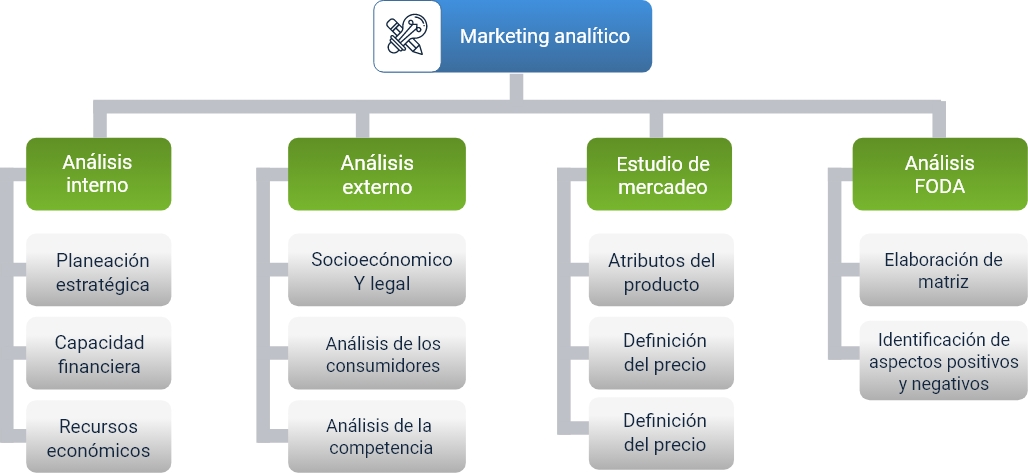 Marketing analítico
Análisis
interno
Planeación
estratégica
Capacidad
financiera
Recursos
económicos
Análisis
externo
Socioecónomico
Y legal
Análisis de los
consumidores
Análisis de la
competencia
Estudio de
mercadeo
Atributos del
producto
Definición
del precio
Definición
del precio
Análisis
FODA
Elaboración de
matriz
Identificación de
aspectos positivos
y negativos